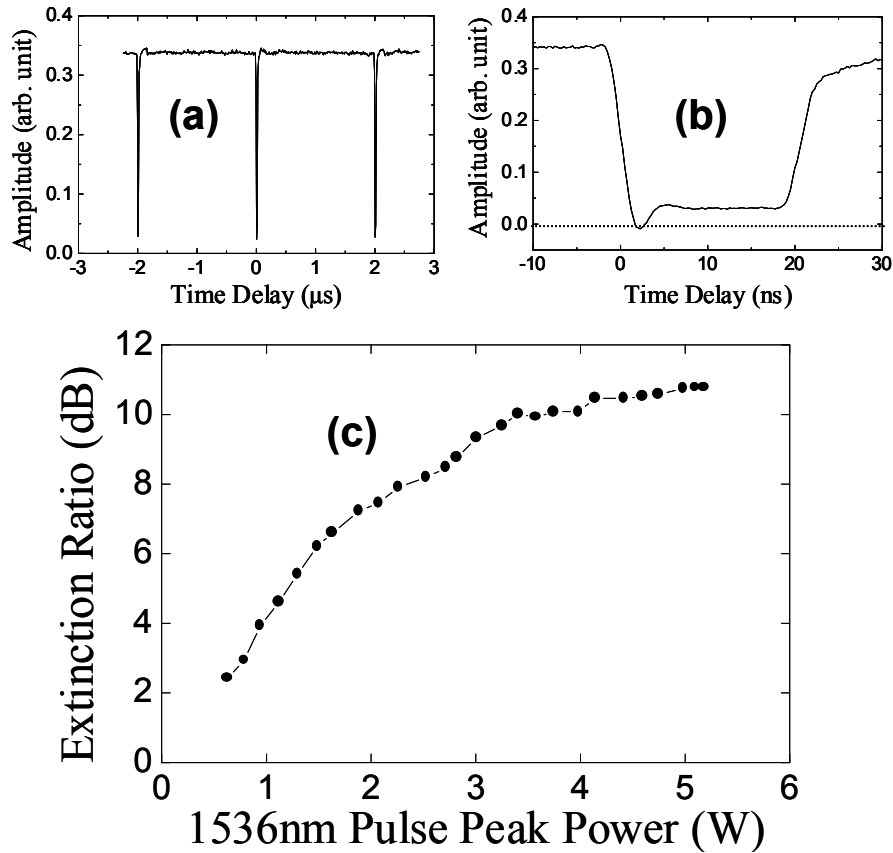 0.4
0.3
0.2
0.1
0.0
Amplitude (arb. unit)
(a)
-3 -2 -1 0 1 2 3
Time Delay (μs)
0.4
0.3
0.2
0.1
0.0
Amplitude (arb. unit)
(b)
-10 0 10 20 30
Time Delay (ns)
12
10
8
6
4
2
0
Extinction Ratio (dB)
(c)
0 1 2 3 4 5 6
1536nm Pulse Peak Power (W)